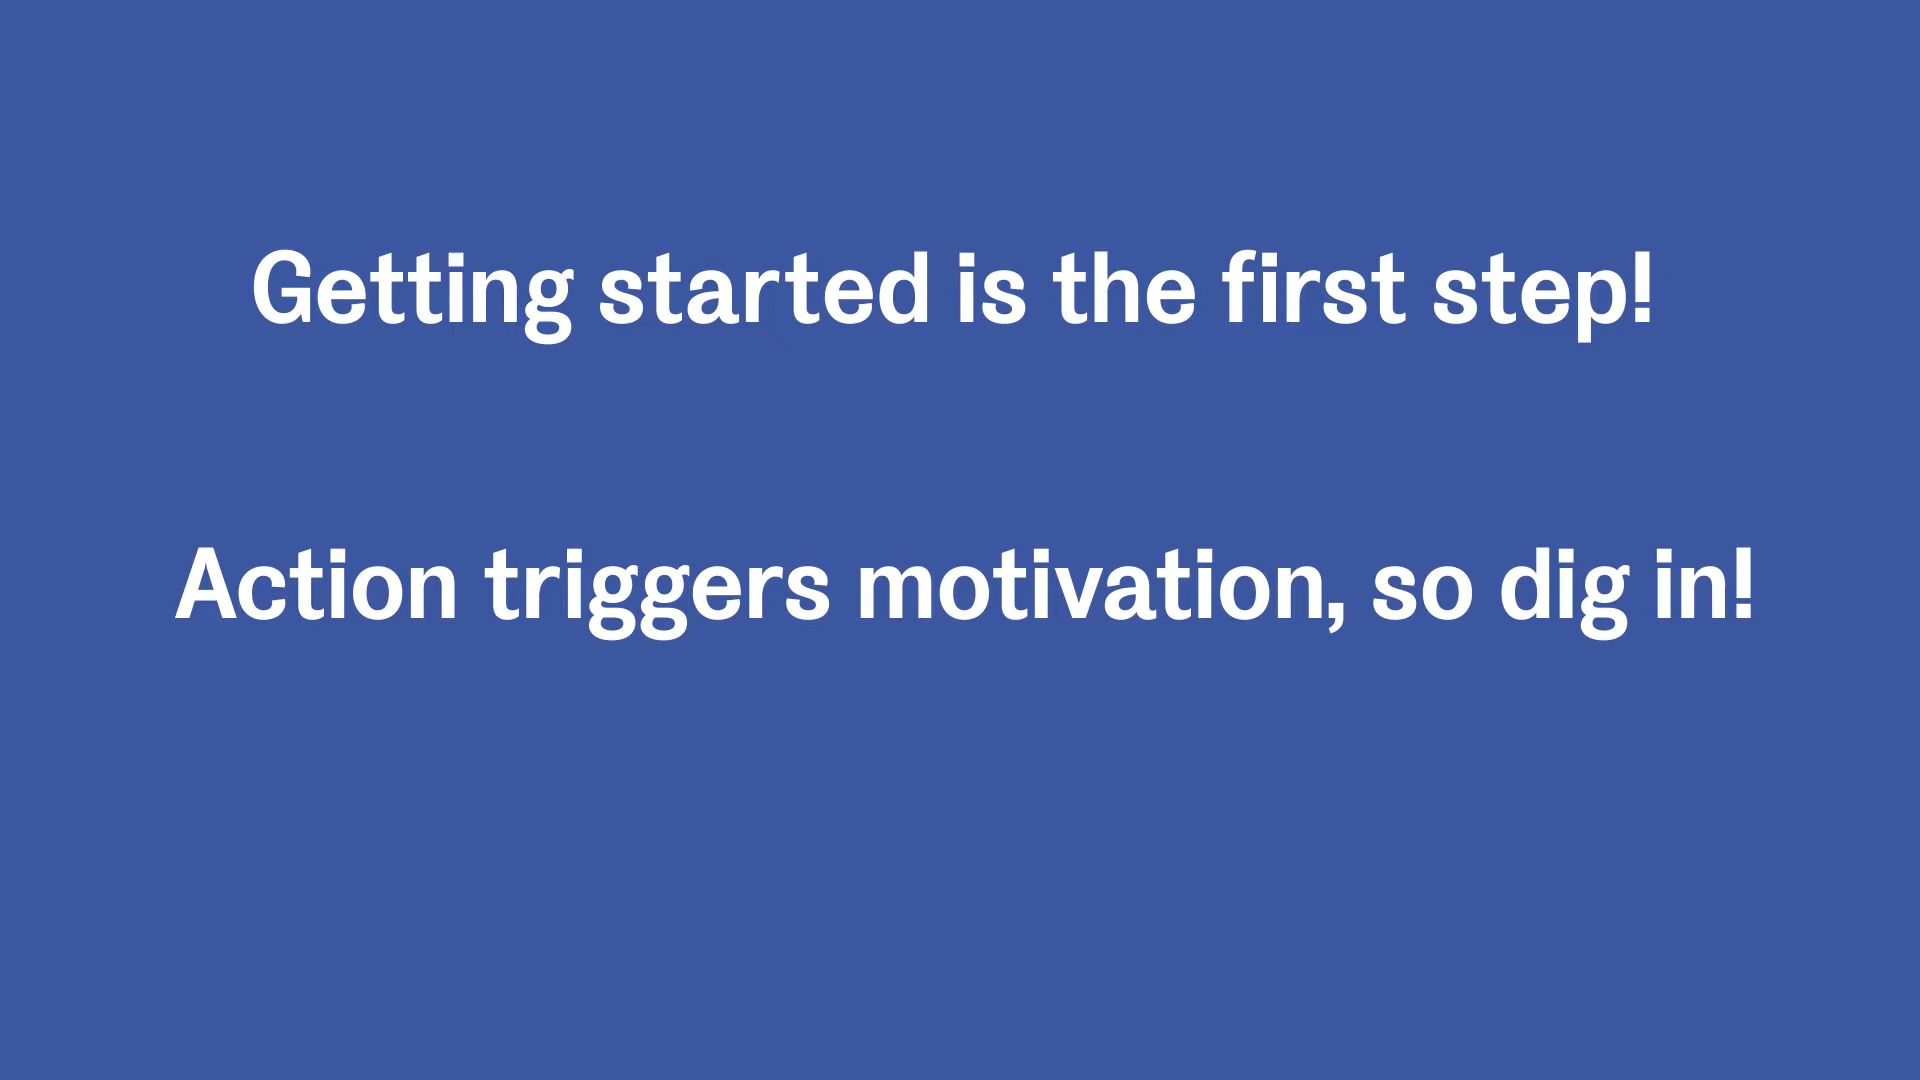 Getting started is the first step!
Action triggers motivation, so dig in!